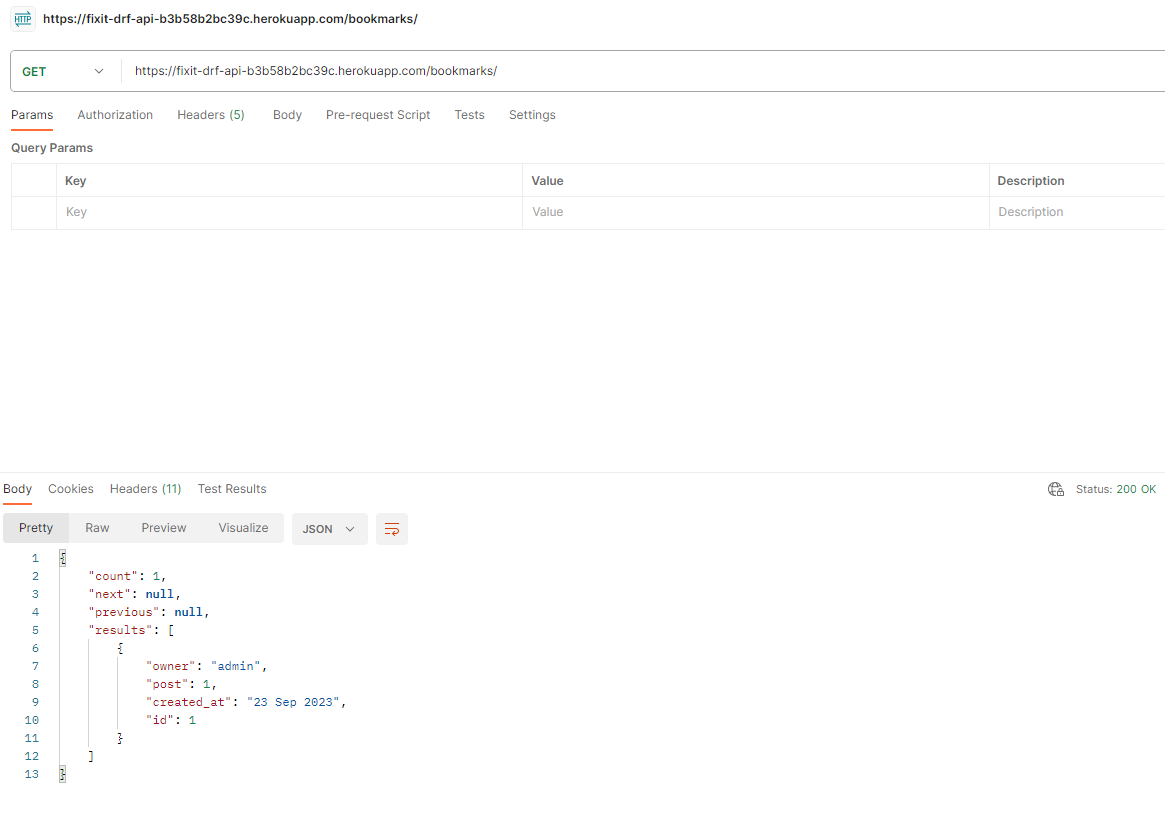 HTTP https://fixit-drf-api-b3b58b2bc39c.herokuapp.com/bookmarks/
GET https://fixit-drf-api-b3b58b2bc39c.herokuapp.com/bookmarks/
Params Authorization Headers (5) Body Pre-request Script Tests Settings
Query Params
Key Value Description
Key Value Description
Body Cookies Headers (11) Test Results Status: 200 OK
Pretty Raw Preview Visualize JSON
1 {
2 "count": 1,
3 "next": null,
4 "previous": null,
5 "results": [
6 {
7 "owner": "admin",
8 "post": 1,
9 "created_at": "23 Sep 2023",
10 "id": 1
11 }
12 ]
13 }